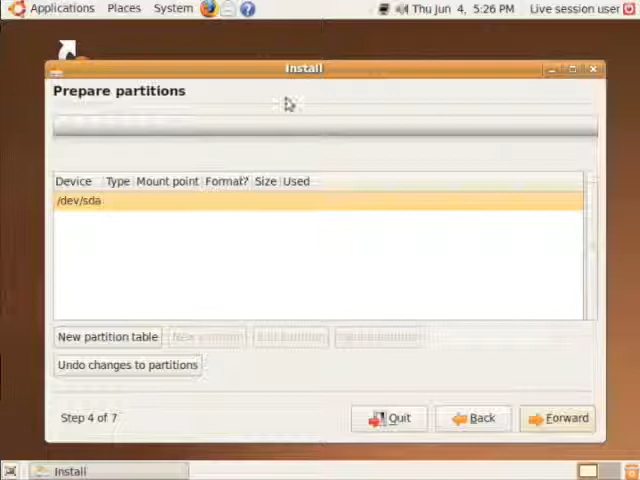 Applications Places System Thu Jun 4, 5:26 PM Live session user
Install
Prepare partitions
Device Type Mount point Format? Size Used
/dev/sda
New partition table
Undo changes to partitions
Step 4 of 7 Quit Back Forward
Install